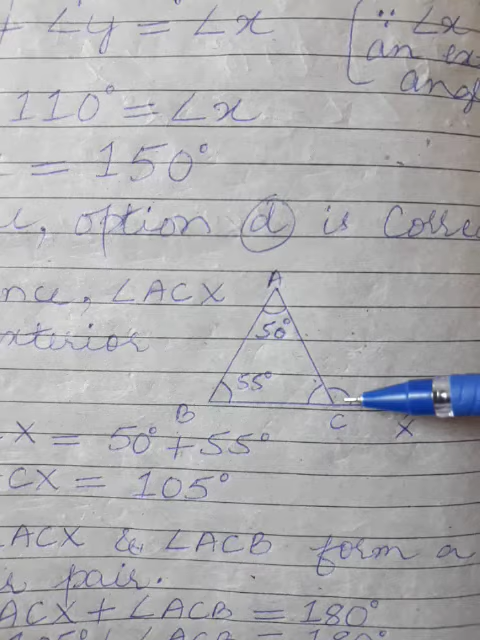 ∠y = ∠x [∵ ∠x
an ex
ang
110° = ∠x
= 150°
option (d) is corre
∠ACX
A
50°
xterior
55°
B
C
X
X = 50° + 55°
CX = 105°
∠ACX & ∠ACB form a
r pair.
ACX + ∠ACB = 180°